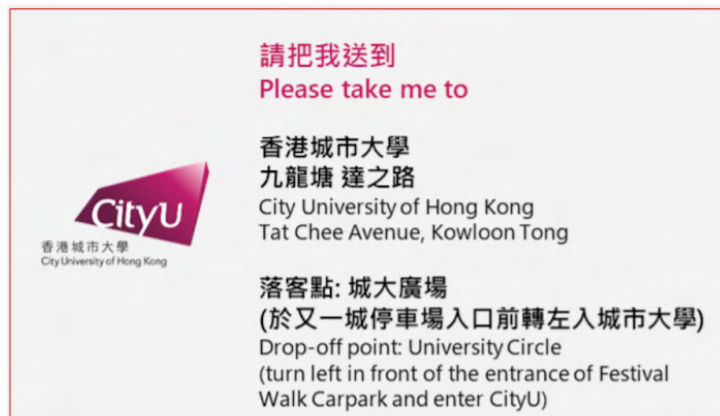 請把我送到
Please take me to
香港城市大學
九龍塘 達之路
City University of Hong Kong
Tat Chee Avenue, Kowloon Tong
CityU
香港城市大學
City University of Hong Kong
落客點: 城大廣場
(於又一城停車場入口前轉左入城市大學)
Drop-off point: University Circle
(turn left in front of the entrance of Festival
Walk Carpark and enter CityU)